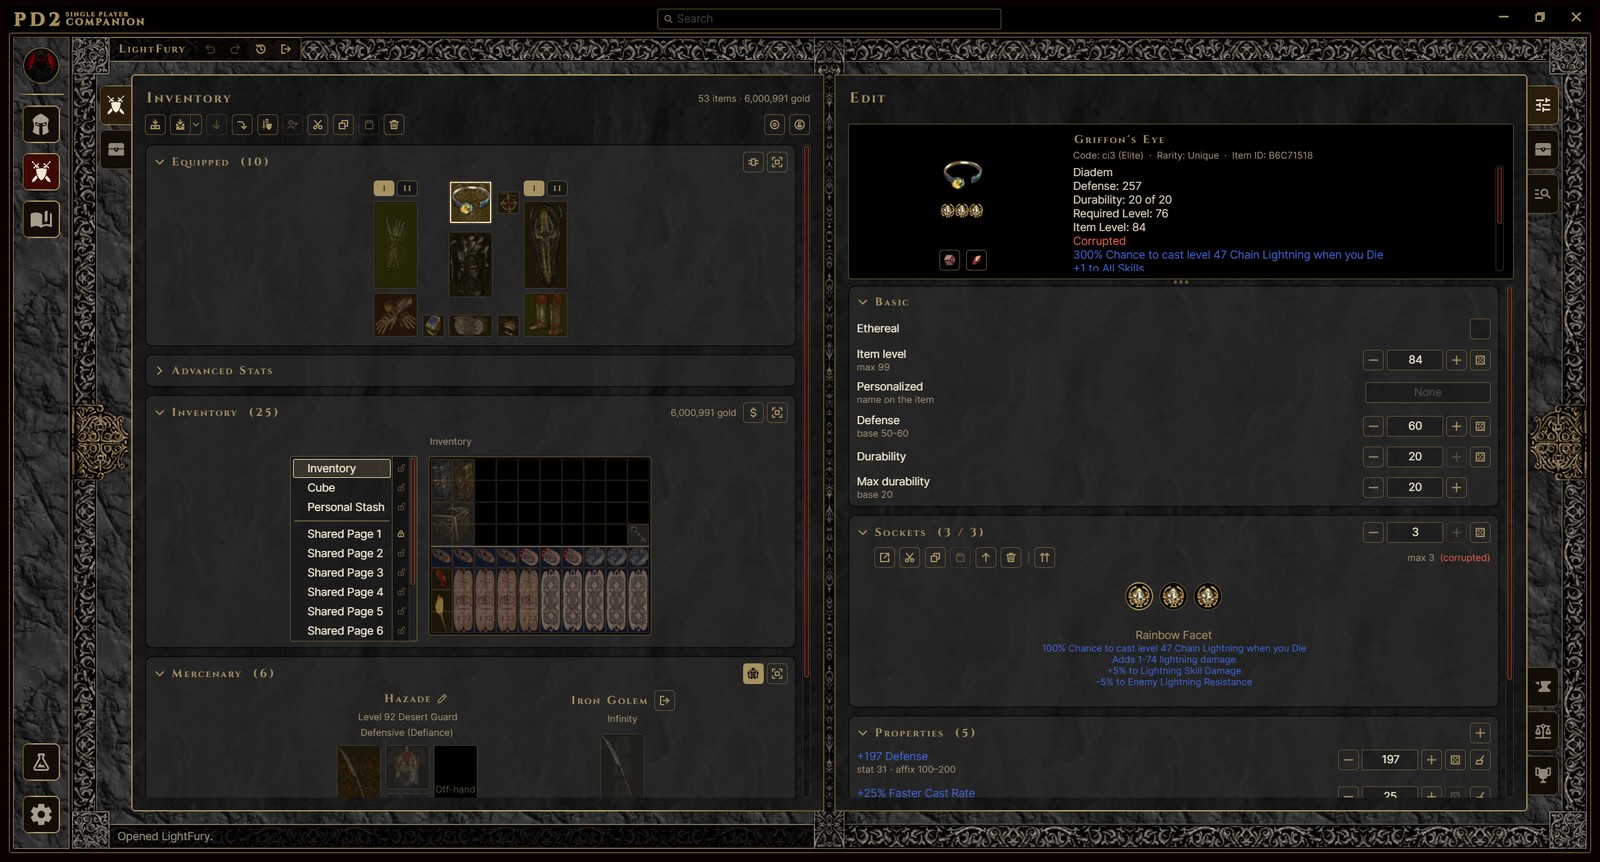 PD2 SINGLE PLAYER COMPANION
Search
LightFury
Inventory
53 items · 6,000,991 gold
Equipped (10)
I II
I II
Advanced Stats
Inventory (25)
6,000,991 gold
$
Inventory
Inventory
Cube
Personal Stash
Shared Page 1
Shared Page 2
Shared Page 3
Shared Page 4
Shared Page 5
Shared Page 6
Mercenary (6)
Hazade
Level 92 Desert Guard
Defensive (Defiance)
Off-hand
Iron Golem
Infinity
Opened LightFury.
Edit
Griffon's Eye
Code: ci3 (Elite) · Rarity: Unique · Item ID: B6C71518
Diadem
Defense: 257
Durability: 20 of 20
Required Level: 76
Item Level: 84
Corrupted
300% Chance to cast level 47 Chain Lightning when you Die
+1 to All Skills
Basic
Ethereal
Item level
84
max 99
Personalized
None
name on the item
Defense
60
base 50-60
Durability
20
Max durability
20
base 20
Sockets (3 / 3)
3
max 3 (corrupted)
Rainbow Facet
100% Chance to cast level 47 Chain Lightning when you Die
Adds 1-74 lightning damage
+5% to Lightning Skill Damage
-5% to Enemy Lightning Resistance
Properties (5)
+197 Defense
197
stat 31 · affix 100–200
+25% Faster Cast Rate
25